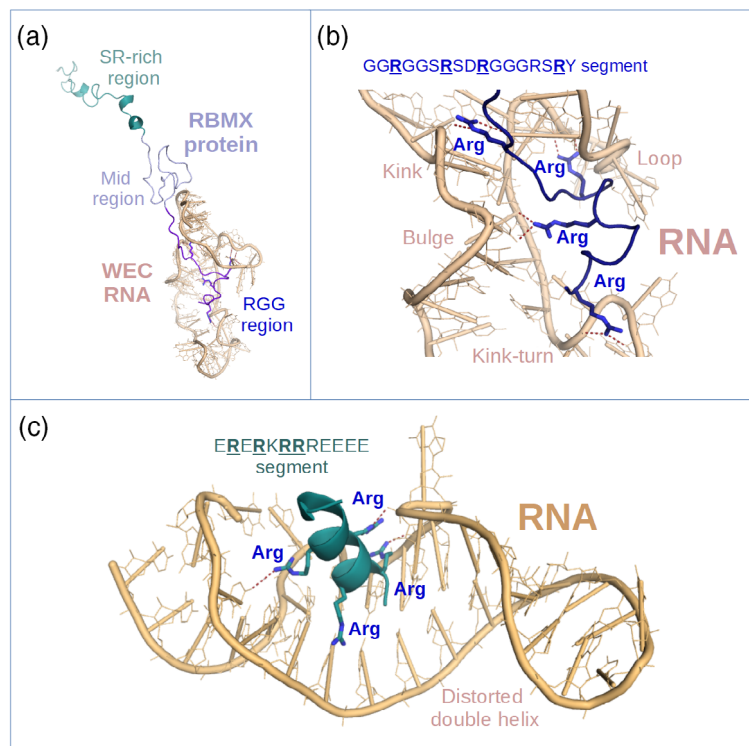 (a)
SR-rich
region
RBMX
protein
Mid
region
WEC
RNA
RGG
region
(b)
GGRGGSRSDRGGGRSRY segment
Arg
Arg
Loop
Kink
Bulge
Arg
RNA
Arg
Kink-turn
(c)
ERERKRRREEEE
segment
Arg
RNA
Arg
Arg
Arg
Distorted
double helix